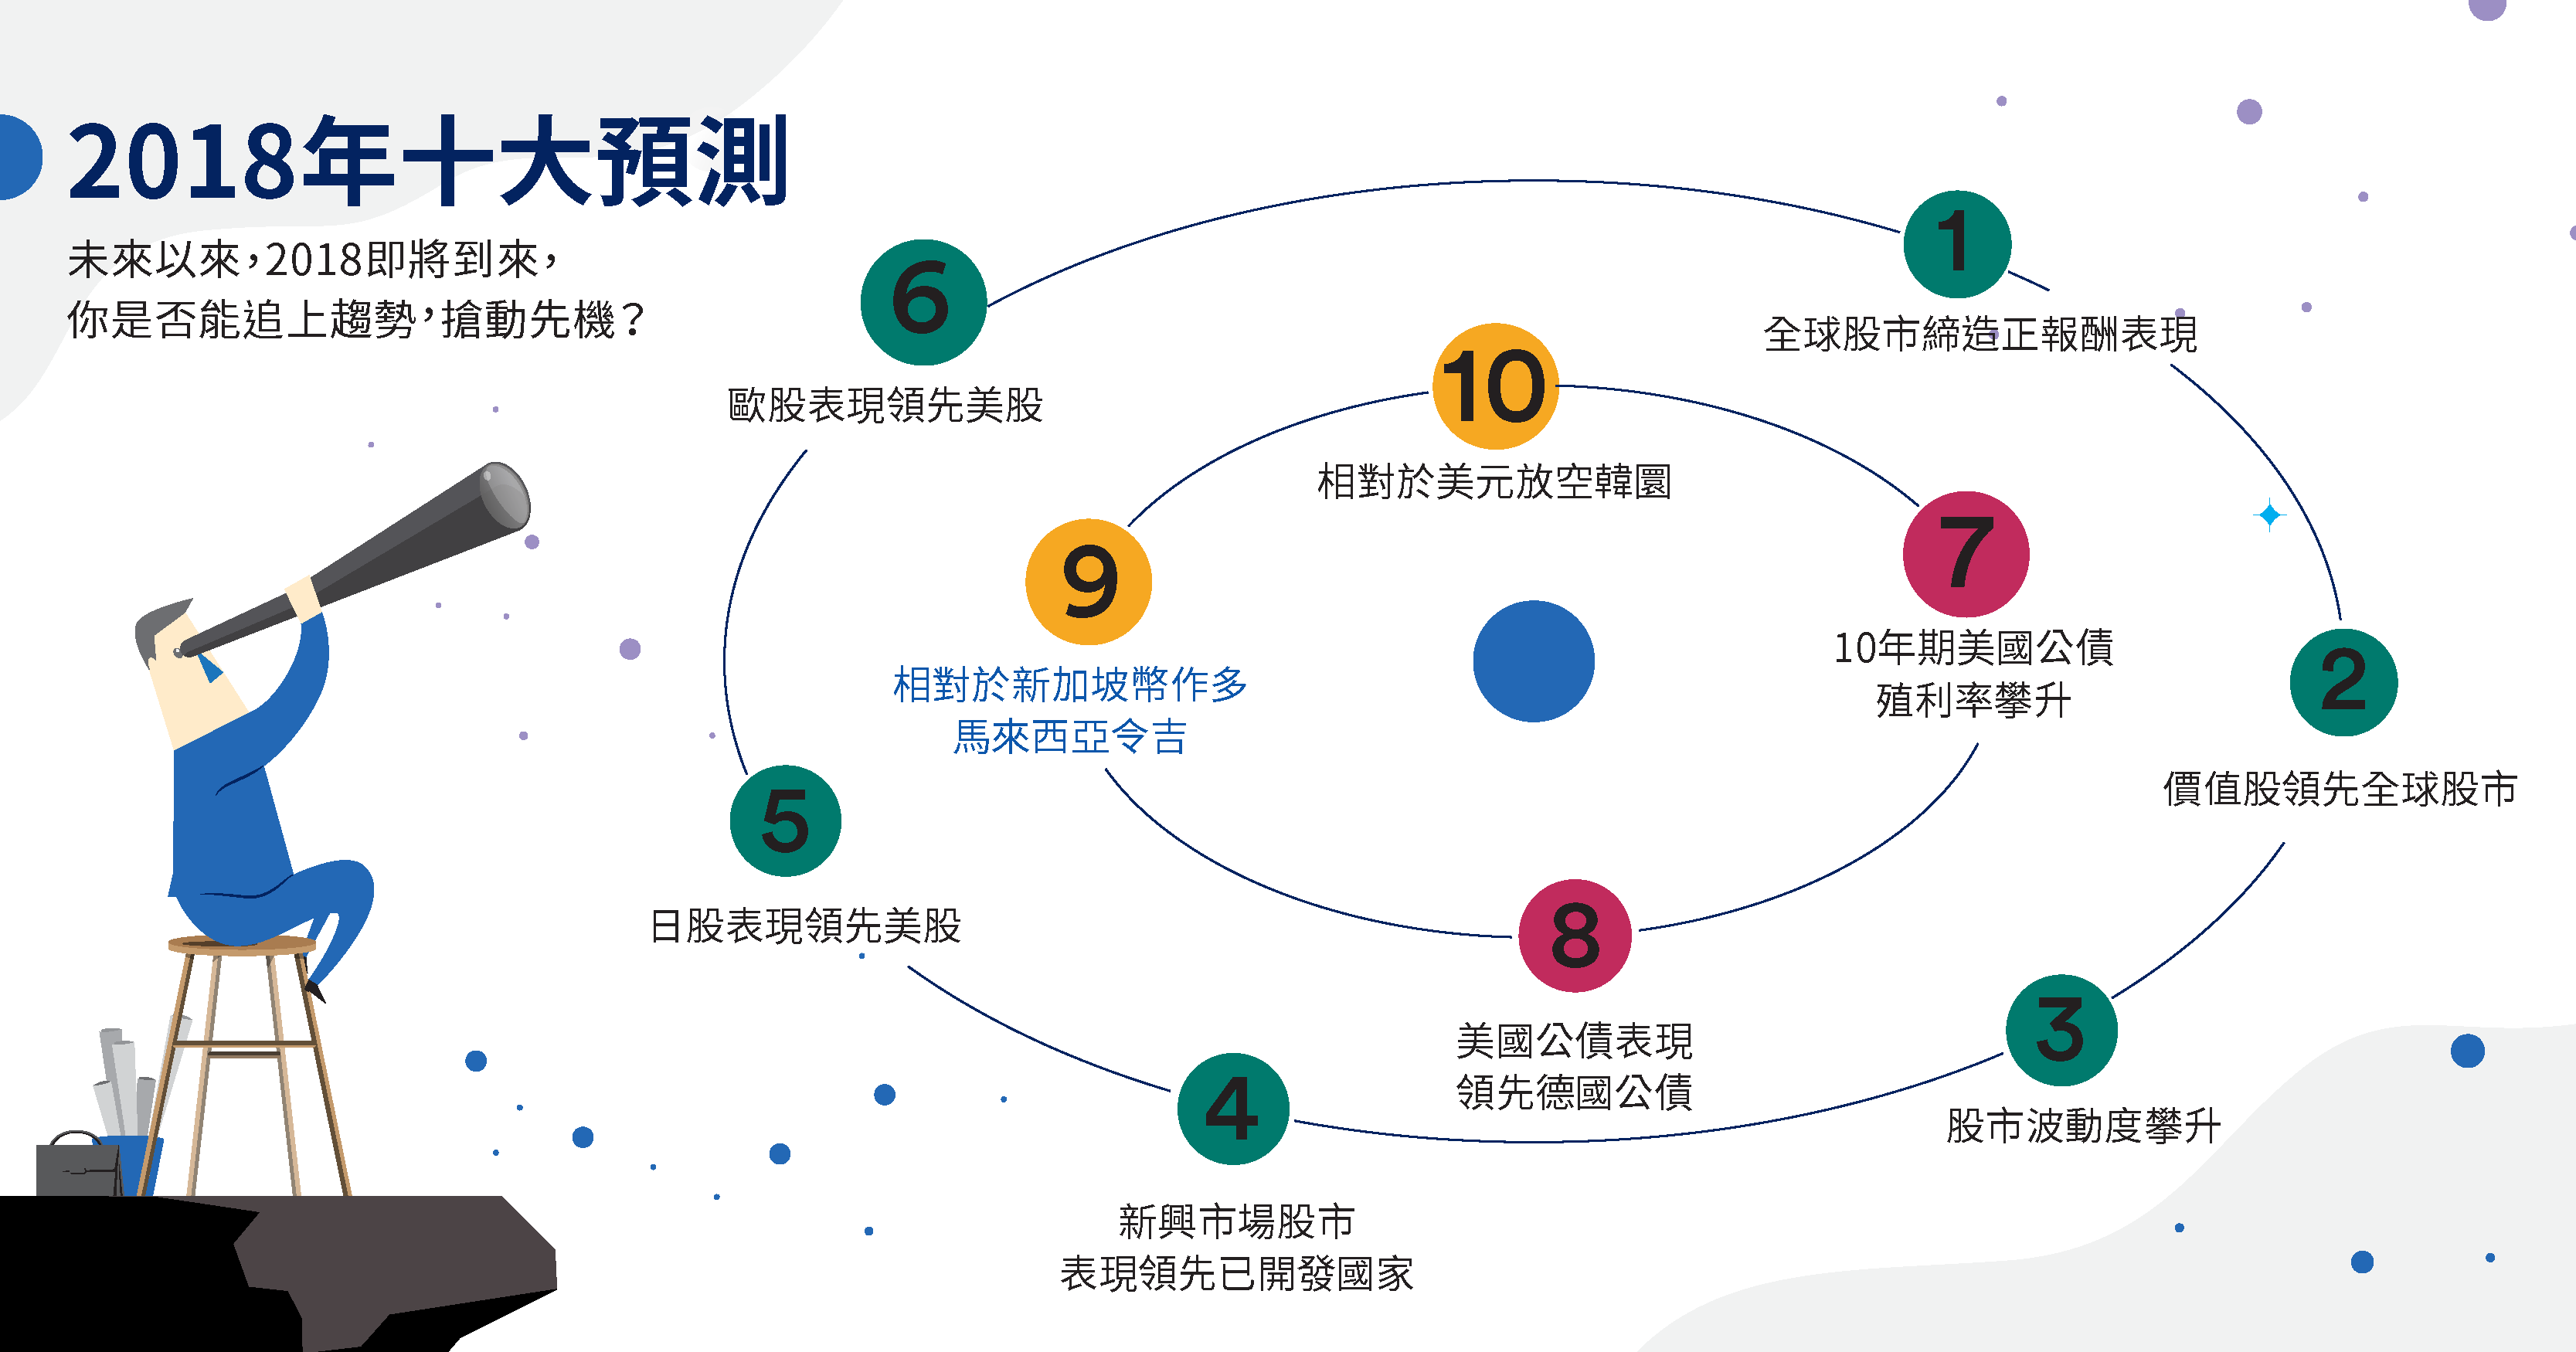 2018年十大預測
未來以來，2018即將到來，
你是否能追上趨勢，搶動先機？
1
全球股市締造正報酬表現
2
價值股領先全球股市
3
股市波動度攀升
4
新興市場股市
表現領先已開發國家
5
日股表現領先美股
6
歐股表現領先美股
7
10年期美國公債
殖利率攀升
8
美國公債表現
領先德國公債
9
相對於新加坡幣作多
馬來西亞令吉
10
相對於美元放空韓圜